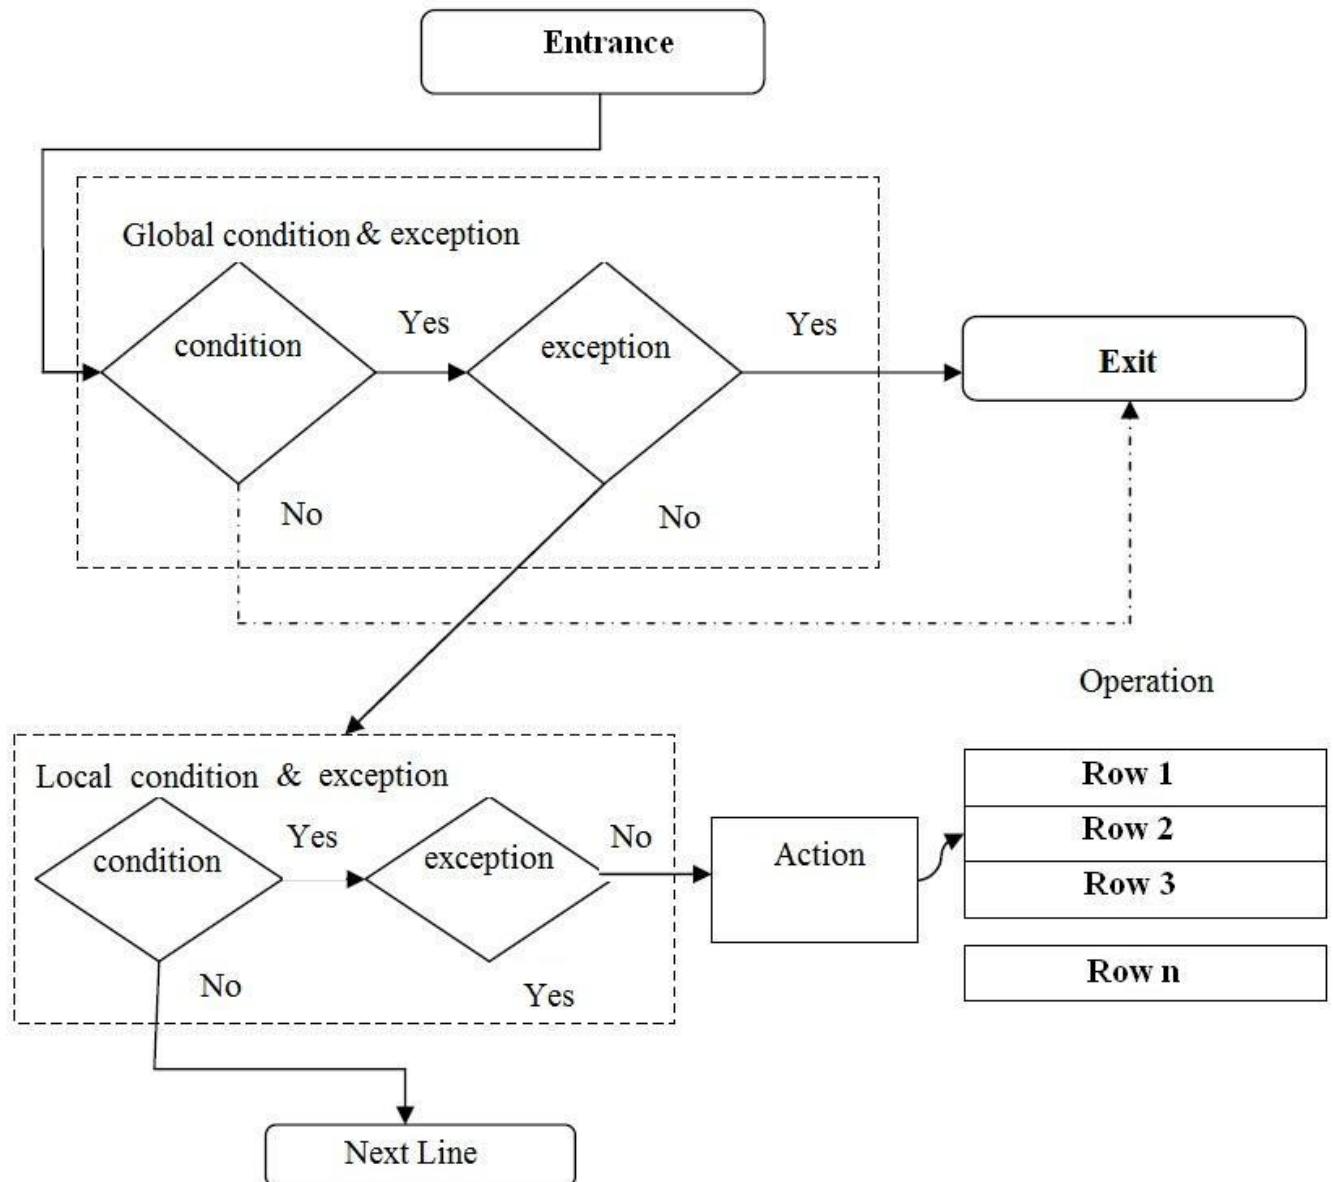 Entrance
Global condition & exception
condition
Yes
exception
Yes
Exit
No
No
Operation
Local condition & exception
condition
Yes
exception
No
Action
Row 1
Row 2
Row 3
Row n
No
Yes
Next Line